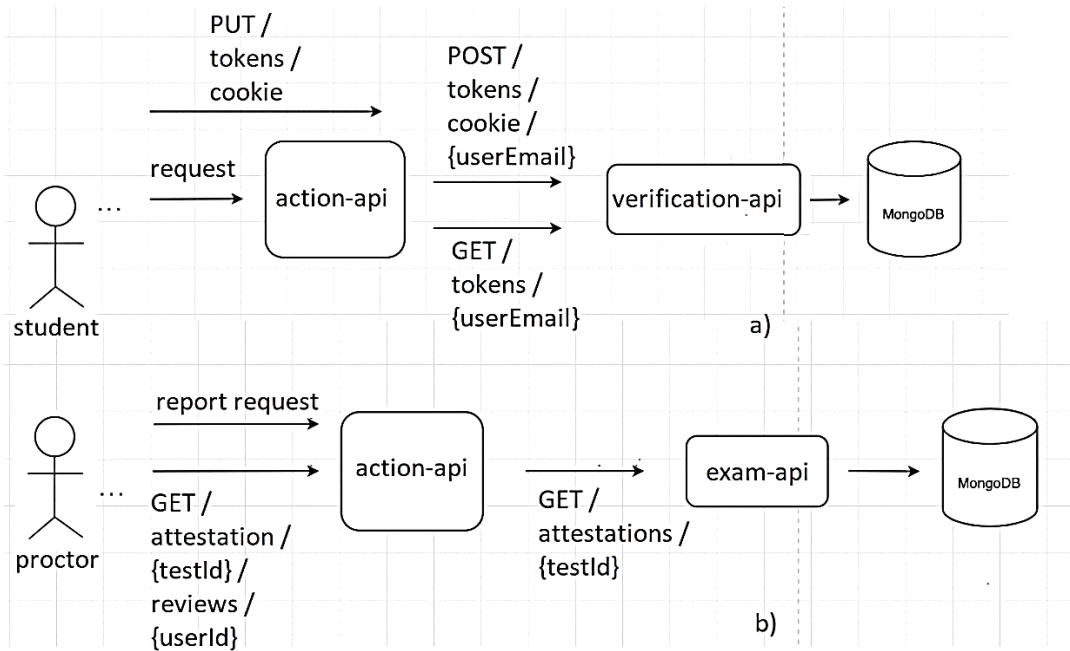 PUT /
tokens /
cookie
POST /
tokens /
cookie /
{userEmail}
request
action-api
verification-api
MongoDB
...
GET /
tokens /
{userEmail}
student
a)
report request
action-api
exam-api
MongoDB
...
GET /
attestation /
{testId} /
reviews /
{userId}
GET /
attestations /
{testId}
proctor
b)